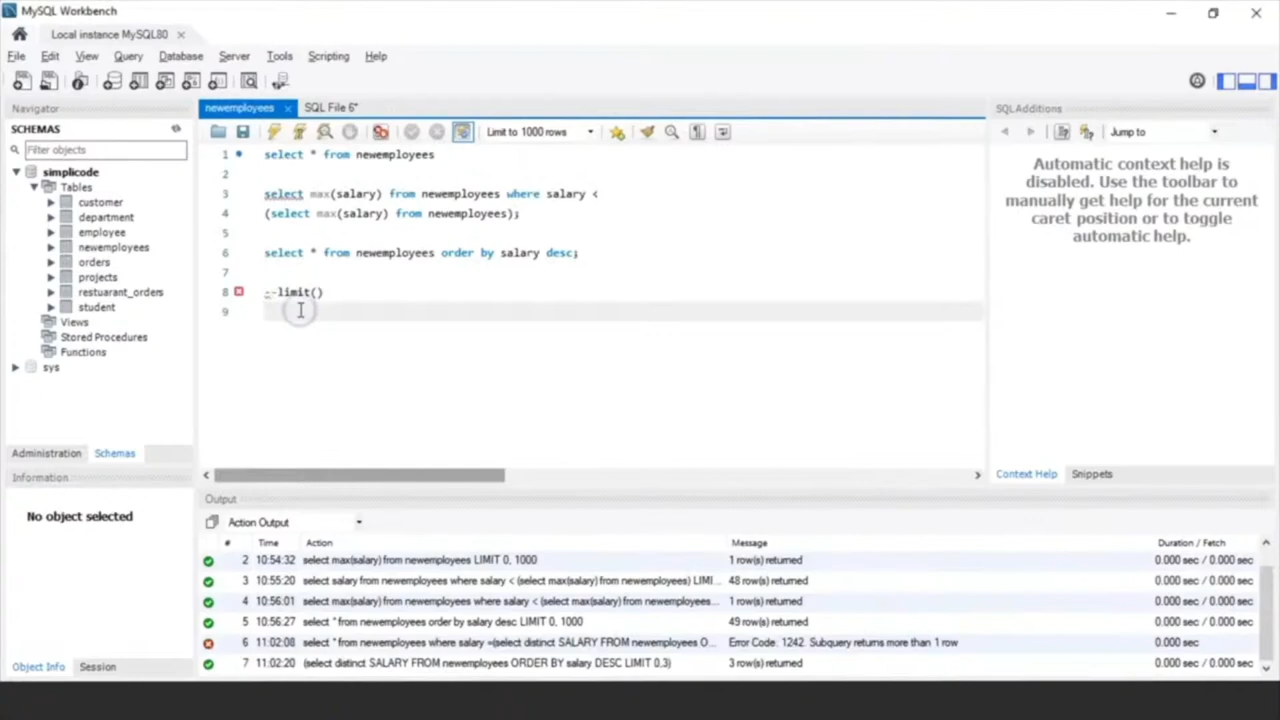 MySQL Workbench
Local instance MySQL80
File Edit View Query Database Server Tools Scripting Help
Navigator
SCHEMAS
Filter objects
simplicode
Tables
customer
department
employee
newemployees
orders
projects
restuarant_orders
student
Views
Stored Procedures
Functions
sys
Administration Schemas
Information
No object selected
Object Info Session
newemployees SQL File 6*
Limit to 1000 rows
1 select * from newemployees
2
3 select max(salary) from newemployees where salary <
4 (select max(salary) from newemployees);
5
6 select * from newemployees order by salary desc;
7
8 --limit()
9
SQL Additions
Jump to
Automatic context help is
disabled. Use the toolbar to
manually get help for the current
caret position or to toggle
automatic help.
Context Help Snippets
Output
Action Output
# Time Action Message Duration / Fetch
2 10:54:32 select max(salary) from newemployees LIMIT 0, 1000 1 row(s) returned 0.000 sec / 0.000 sec
3 10:55:20 select salary from newemployees where salary < (select max(salary) from newemployees) LIMI... 48 row(s) returned 0.000 sec / 0.000 sec
4 10:56:01 select max(salary) from newemployees where salary < (select max(salary) from newemployees... 1 row(s) returned 0.000 sec / 0.000 sec
5 10:56:27 select * from newemployees order by salary desc LIMIT 0, 1000 49 row(s) returned 0.000 sec / 0.000 sec
6 11:02:08 select * from newemployees where salary =(select distinct SALARY FROM newemployees O... Error Code: 1242. Subquery returns more than 1 row 0.000 sec
7 11:02:20 (select distinct SALARY FROM newemployees ORDER BY salary DESC LIMIT 0,3) 3 row(s) returned 0.000 sec / 0.000 sec